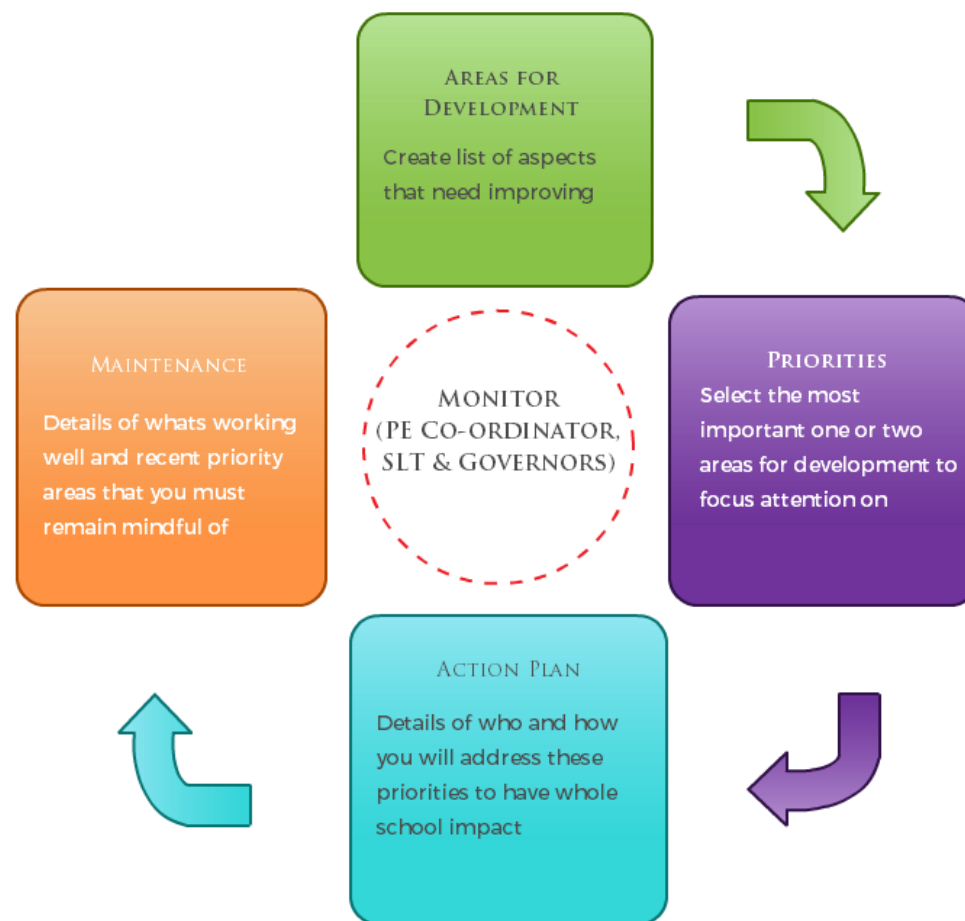 Areas for
Development
Create list of aspects
that need improving
Priorities
Select the most
important one or two
areas for development to
focus attention on
Action Plan
Details of who and how
you will address these
priorities to have whole
school impact
Maintenance
Details of whats working
well and recent priority
areas that you must
remain mindful of
Monitor
(PE Co-ordinator,
SLT & Governors)